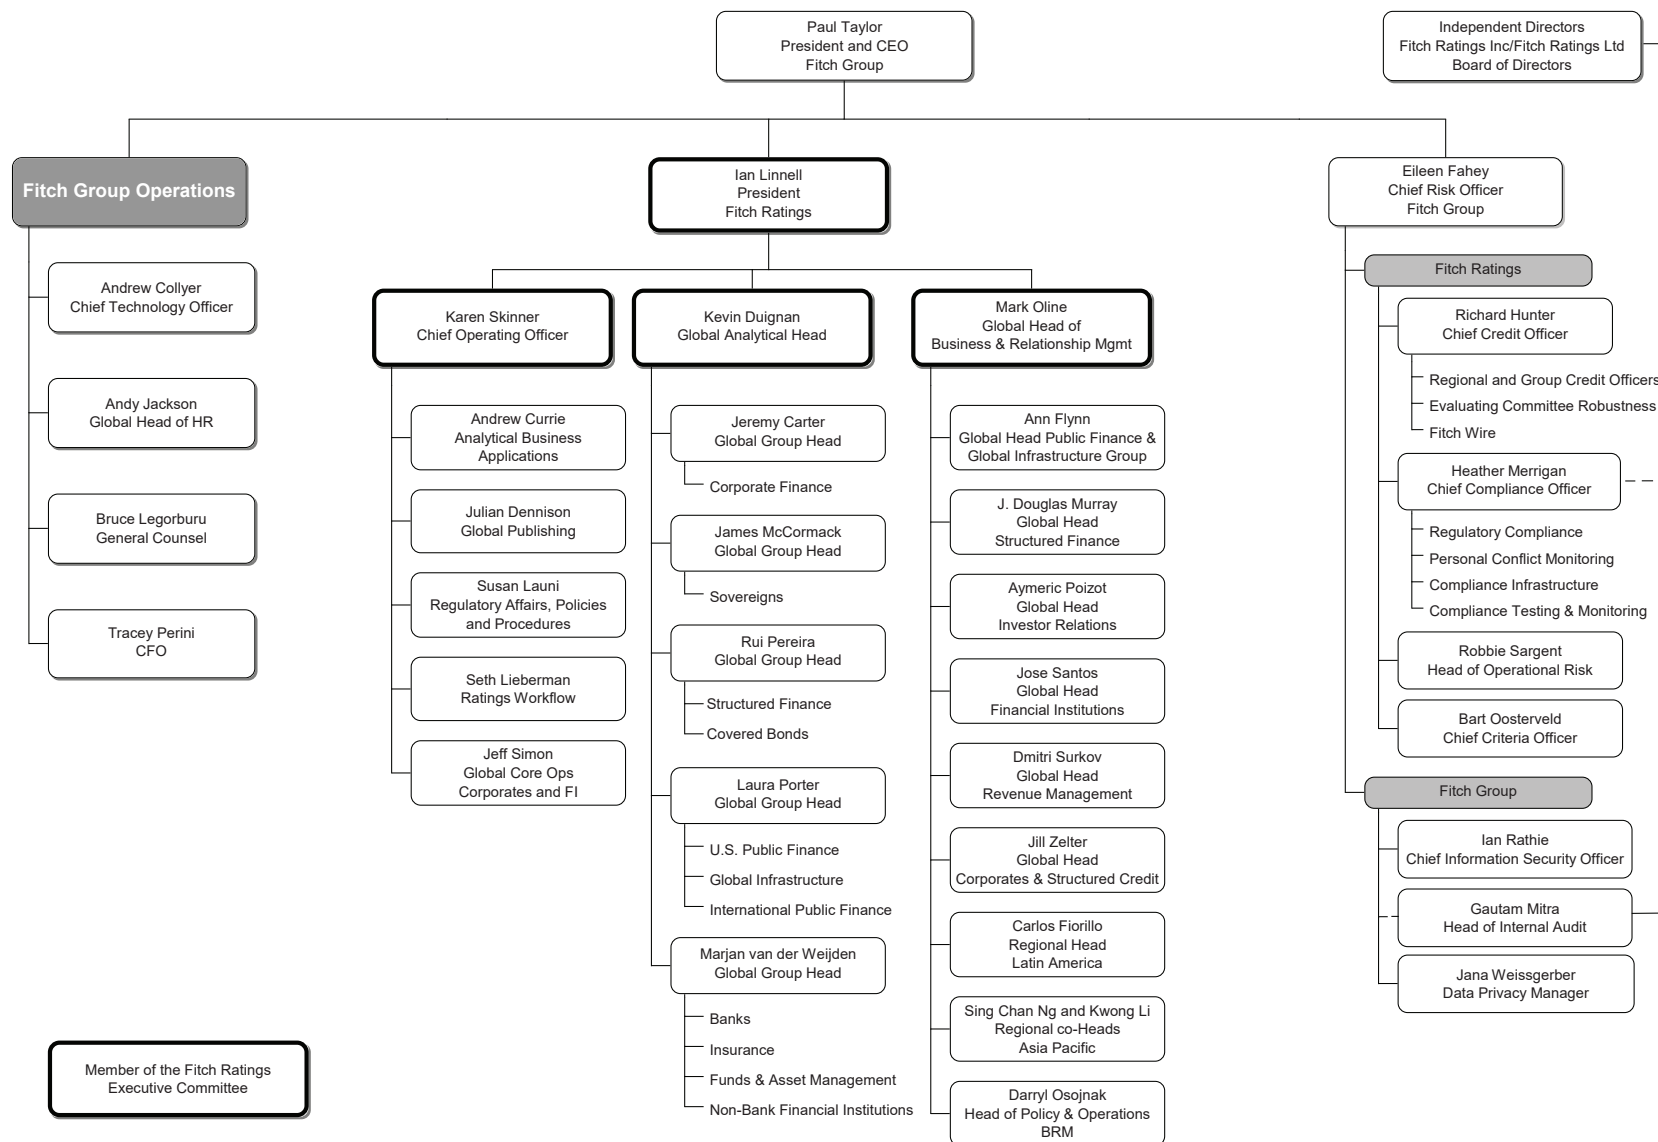 Paul Taylor
President and CEO
Fitch Group
Independent Directors
Fitch Ratings Inc/Fitch Ratings Ltd
Board of Directors
Fitch Group Operations
Andrew Collyer
Chief Technology Officer
Andy Jackson
Global Head of HR
Bruce Legorburu
General Counsel
Tracey Perini
CFO
Ian Linnell
President
Fitch Ratings
Karen Skinner
Chief Operating Officer
Andrew Currie
Analytical Business
Applications
Julian Dennison
Global Publishing
Susan Launi
Regulatory Affairs, Policies
and Procedures
Seth Lieberman
Ratings Workflow
Jeff Simon
Global Core Ops
Corporates and FI
Kevin Duignan
Global Analytical Head
Jeremy Carter
Global Group Head
Corporate Finance
James McCormack
Global Group Head
Sovereigns
Rui Pereira
Global Group Head
Structured Finance
Covered Bonds
Laura Porter
Global Group Head
U.S. Public Finance
Global Infrastructure
International Public Finance
Marjan van der Weijden
Global Group Head
Banks
Insurance
Funds & Asset Management
Non-Bank Financial Institutions
Mark Oline
Global Head of
Business & Relationship Mgmt
Ann Flynn
Global Head Public Finance &
Global Infrastructure Group
J. Douglas Murray
Global Head
Structured Finance
Aymeric Poizot
Global Head
Investor Relations
Jose Santos
Global Head
Financial Institutions
Dmitri Surkov
Global Head
Revenue Management
Jill Zelter
Global Head
Corporates & Structured Credit
Carlos Fiorillo
Regional Head
Latin America
Sing Chan Ng and Kwong Li
Regional co-Heads
Asia Pacific
Darryl Osojnak
Head of Policy & Operations
BRM
Eileen Fahey
Chief Risk Officer
Fitch Group
Fitch Ratings
Richard Hunter
Chief Credit Officer
Regional and Group Credit Officers
Evaluating Committee Robustness
Fitch Wire
Heather Merrigan
Chief Compliance Officer
Regulatory Compliance
Personal Conflict Monitoring
Compliance Infrastructure
Compliance Testing & Monitoring
Robbie Sargent
Head of Operational Risk
Bart Oosterveld
Chief Criteria Officer
Fitch Group
Ian Rathie
Chief Information Security Officer
Gautam Mitra
Head of Internal Audit
Jana Weissgerber
Data Privacy Manager
Member of the Fitch Ratings
Executive Committee